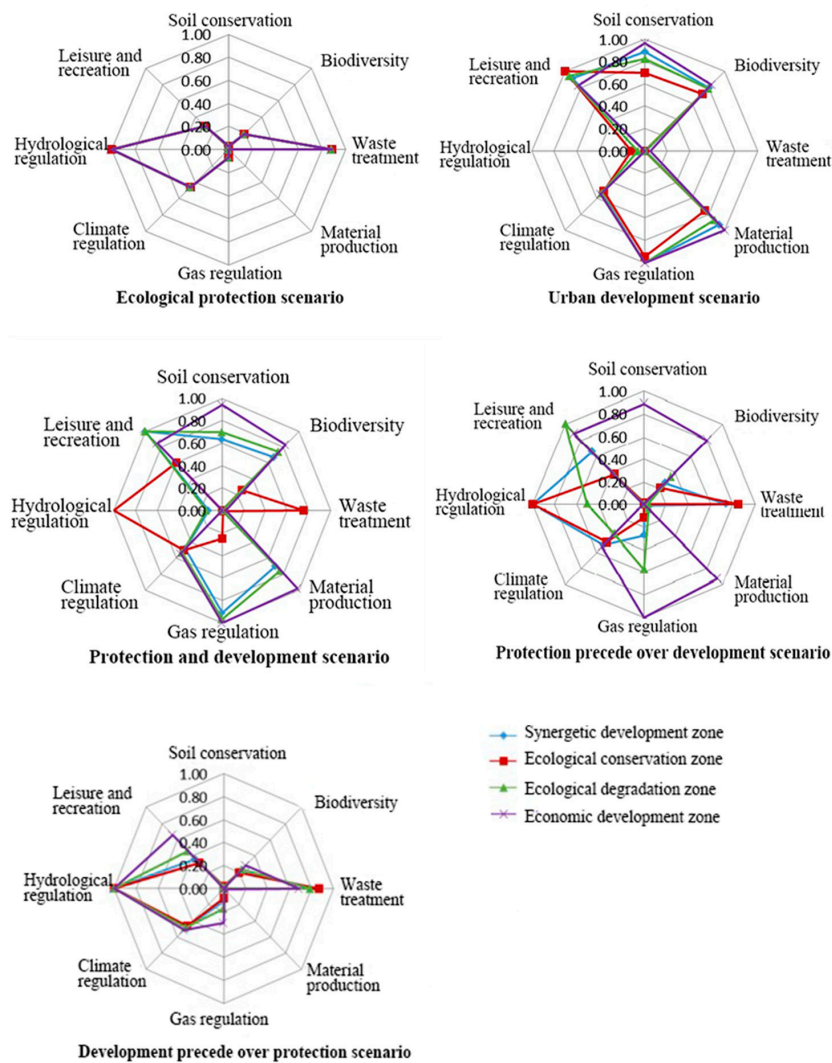 Soil conservation
1.00
0.80
0.60
0.40
0.20
0.00
Leisure and
recreation
Biodiversity
Hydrological
regulation
Waste
treatment
Climate
regulation
Material
production
Gas regulation
Ecological protection scenario
Soil conservation
1.00
0.80
0.60
0.40
0.20
0.00
Leisure and
recreation
Biodiversity
Hydrological
regulation
Waste
treatment
Climate
regulation
Material
production
Gas regulation
Urban development scenario
Soil conservation
1.00
0.80
0.60
0.40
0.20
0.00
Leisure and
recreation
Biodiversity
Hydrological
regulation
Waste
treatment
Climate
regulation
Material
production
Gas regulation
Protection and development scenario
Soil conservation
1.00
0.80
0.60
0.40
0.20
0.00
Leisure and
recreation
Biodiversity
Hydrological
regulation
Waste
treatment
Climate
regulation
Material
production
Gas regulation
Protection precede over development scenario
Soil conservation
1.00
0.80
0.60
0.40
0.20
0.00
Leisure and
recreation
Biodiversity
Hydrological
regulation
Waste
treatment
Climate
regulation
Material
production
Gas regulation
Development precede over protection scenario
Synergetic development zone
Ecological conservation zone
Ecological degradation zone
Economic development zone